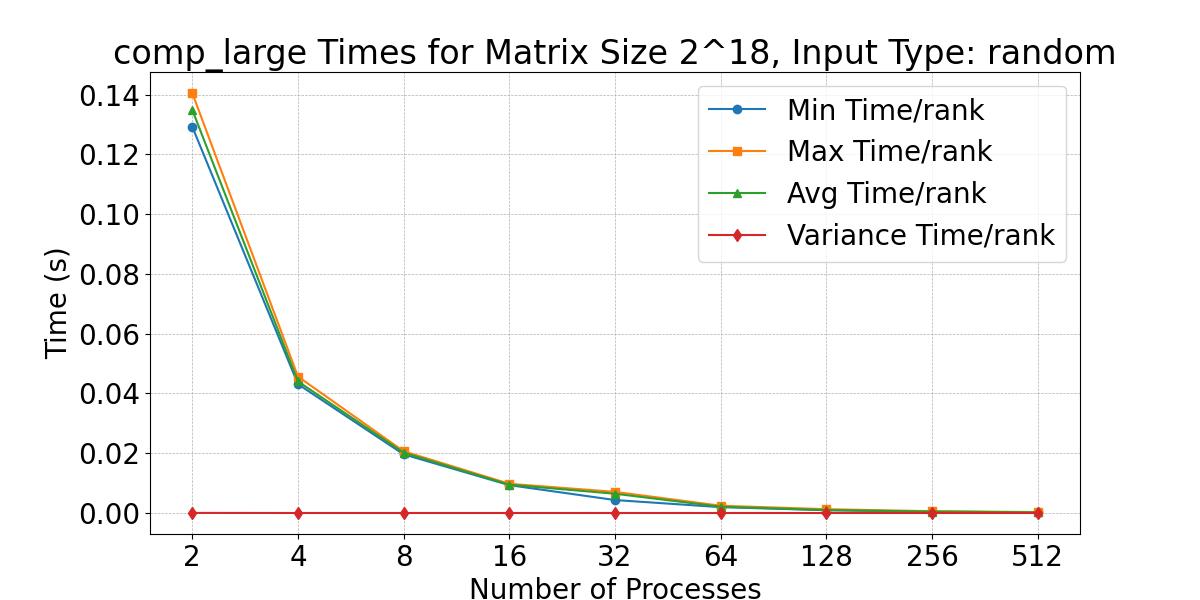 comp_large Times for Matrix Size 2^18, Input Type: random
Min Time/rank
Max Time/rank
Avg Time/rank
Variance Time/rank
Time (s)
0.14
0.12
0.10
0.08
0.06
0.04
0.02
0.00
2 4 8 16 32 64 128 256 512
Number of Processes